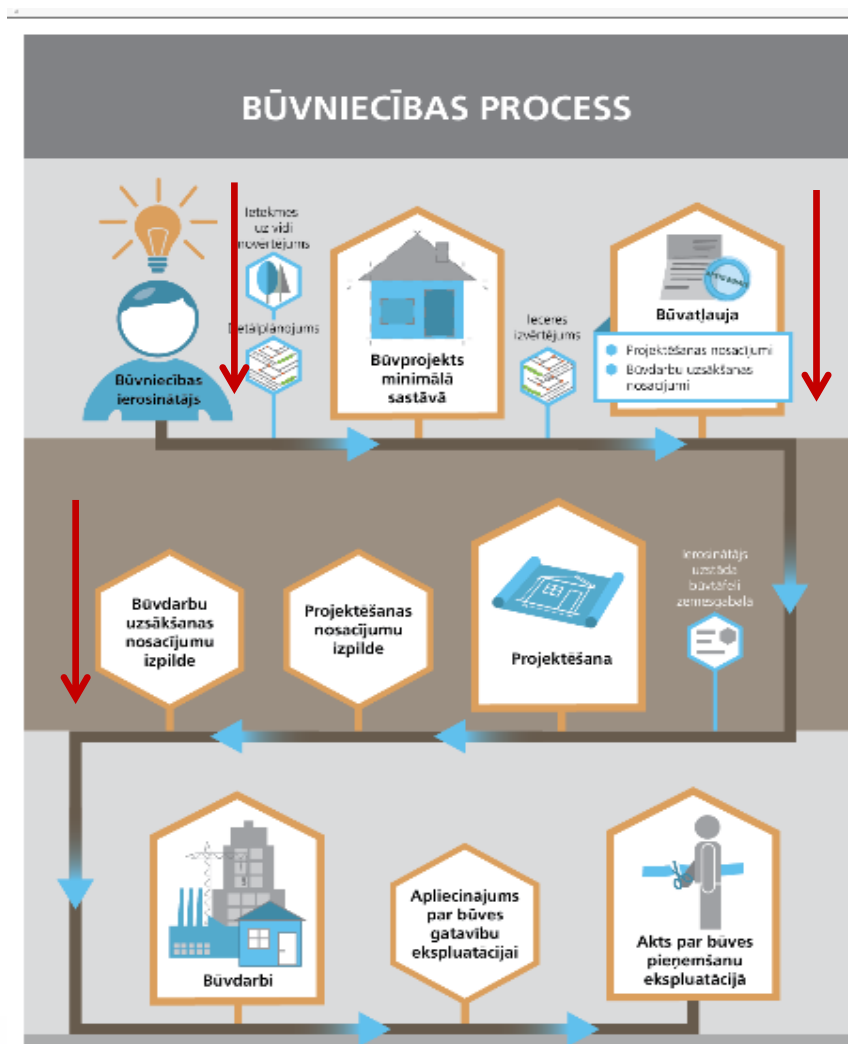 BŪVNIECĪBAS PROCESS
Ietekmes
uz vidi
novērtējums
Detālplānojums
Būvniecības
ierosinātājs
Būvprojekts
minimālā
sastāvā
Ieceres
izvērtējums
Būvatļauja
Projektēšanas nosacījumi
Būvdarbu uzsākšanas
nosacījumi
Būvdarbu
uzsākšanas
nosacījumu
izpilde
Projektēšanas
nosacījumu
izpilde
Projektēšana
Ierosinātājs
uzstāda
būvtāfeli
zemesgabalā
Būvdarbi
Apliecinājums
par būves
gatavību
ekspluatācijai
Akts par būves
pieņemšanu
ekspluatācijā